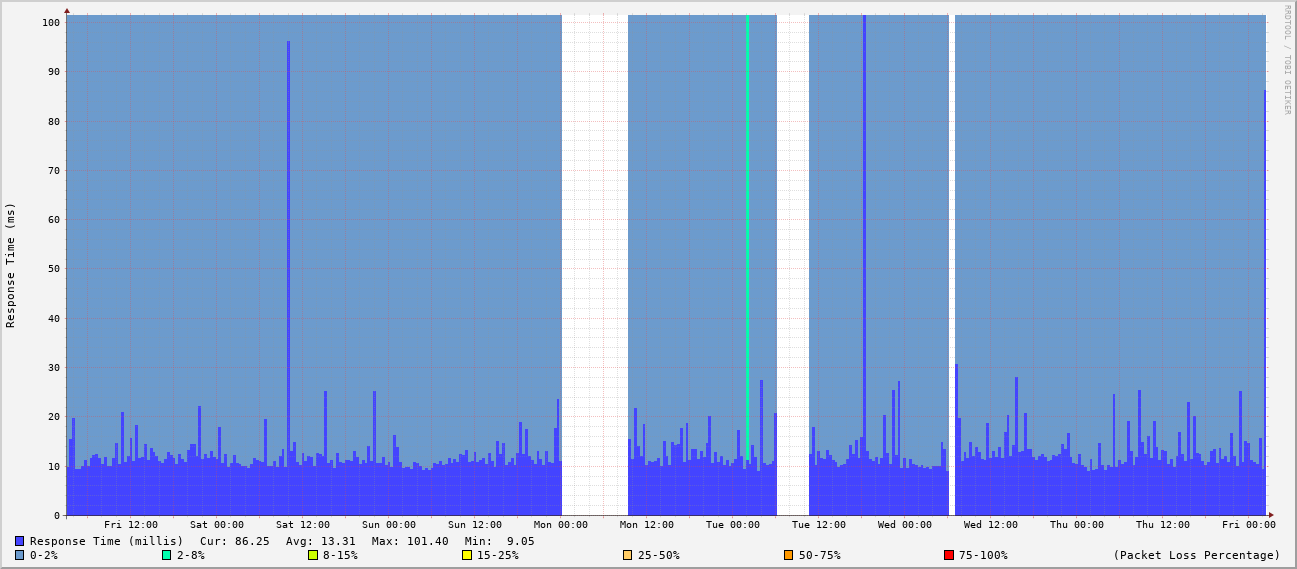 RRDTOOL / TOBI OETIKER
Response Time (ms)
100
90
80
70
60
50
40
30
20
10
0
Fri 12:00 Sat 00:00 Sat 12:00 Sun 00:00 Sun 12:00 Mon 00:00 Mon 12:00 Tue 00:00 Tue 12:00 Wed 00:00 Wed 12:00 Thu 00:00 Thu 12:00 Fri 00:00
Response Time (millis) Cur: 86.25 Avg: 13.31 Max: 101.40 Min: 9.05
0-2% 2-8% 8-15% 15-25% 25-50% 50-75% 75-100% (Packet Loss Percentage)